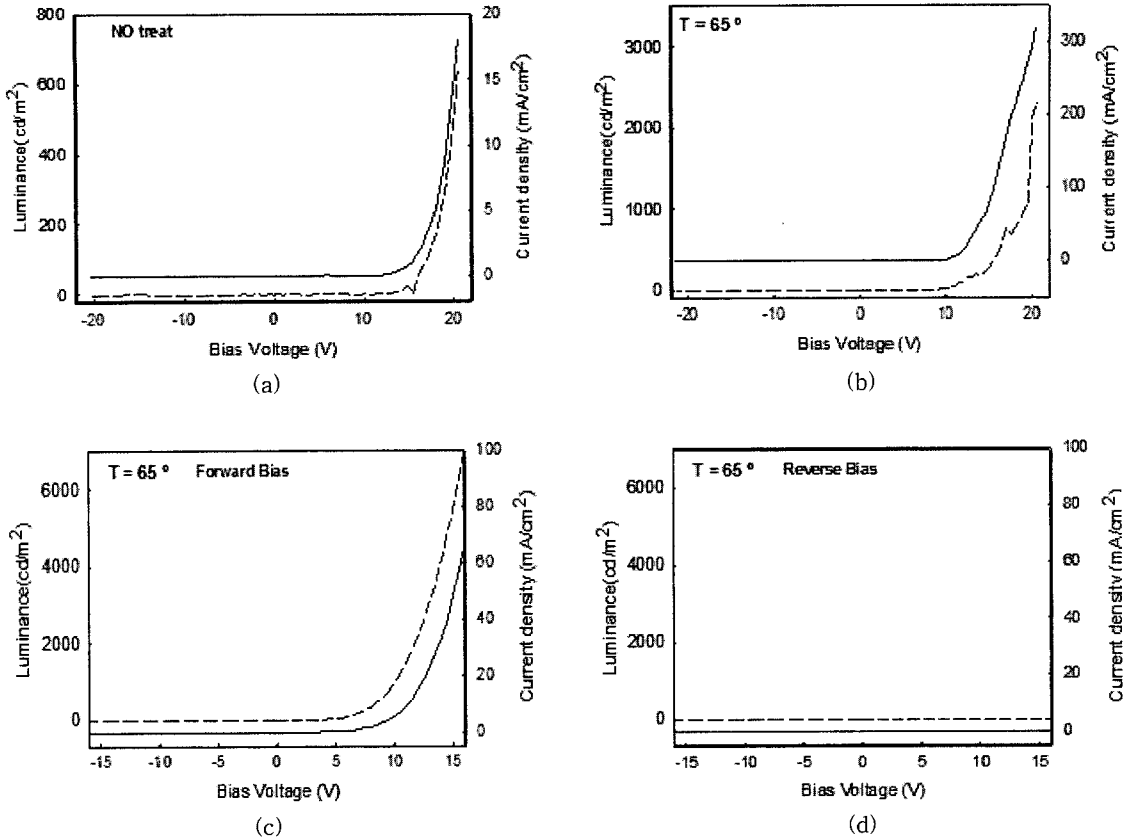 NO treat
800
600
400
200
0
Luminance(cd/m²)
20
15
10
5
0
Current density (mA/cm²)
-20 -10 0 10 20
Bias Voltage (V)
(a)
T = 65 º
3000
2000
1000
0
Luminance(cd/m²)
300
200
100
0
Current density (mA/cm²)
-20 -10 0 10 20
Bias Voltage (V)
(b)
T = 65 º Forward Bias
6000
4000
2000
0
Luminance(cd/m²)
100
80
60
40
20
0
Current density (mA/cm²)
-15 -10 -5 0 5 10 15
Bias Voltage (V)
(c)
T = 65 º Reverse Bias
6000
4000
2000
0
Luminance(cd/m²)
100
80
60
40
20
0
Current density (mA/cm²)
-15 -10 -5 0 5 10 15
Bias Voltage (V)
(d)